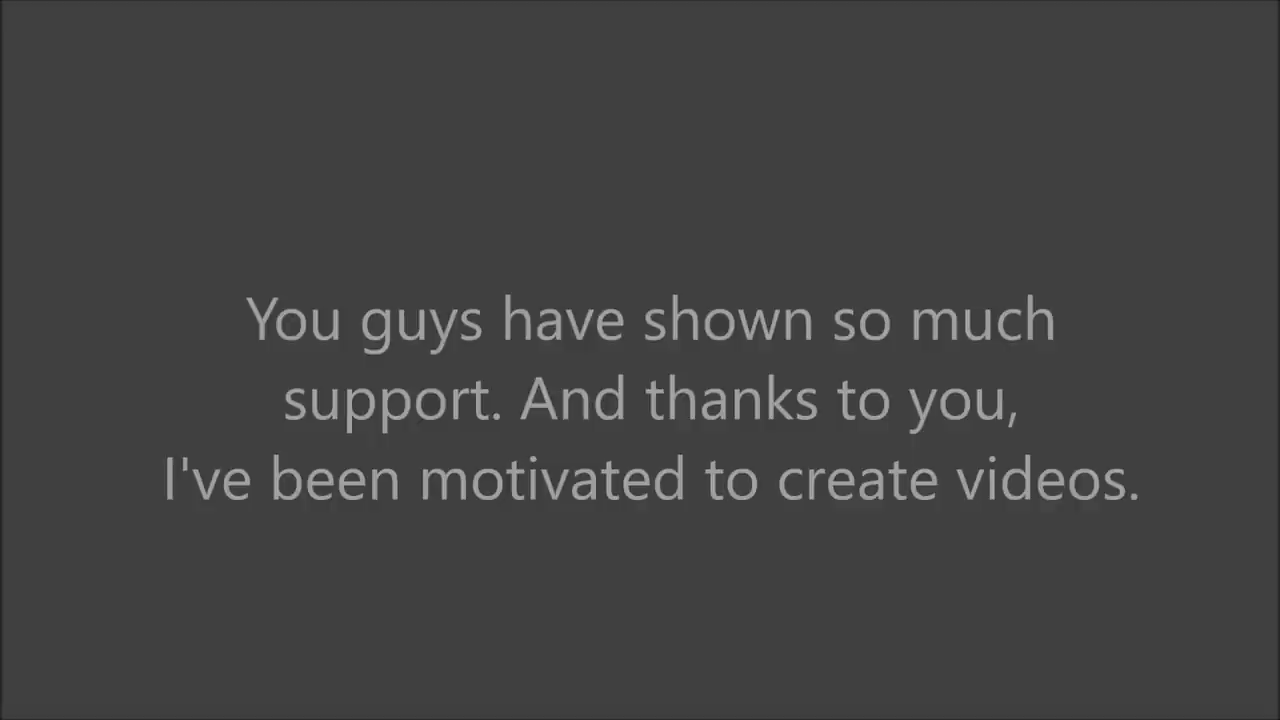 You guys have shown so much
support. And thanks to you,
I've been motivated to create videos.